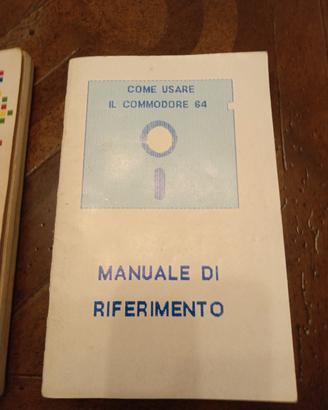 COME USARE
IL COMMODORE 64
MANUALE DI
RIFERIMENTO